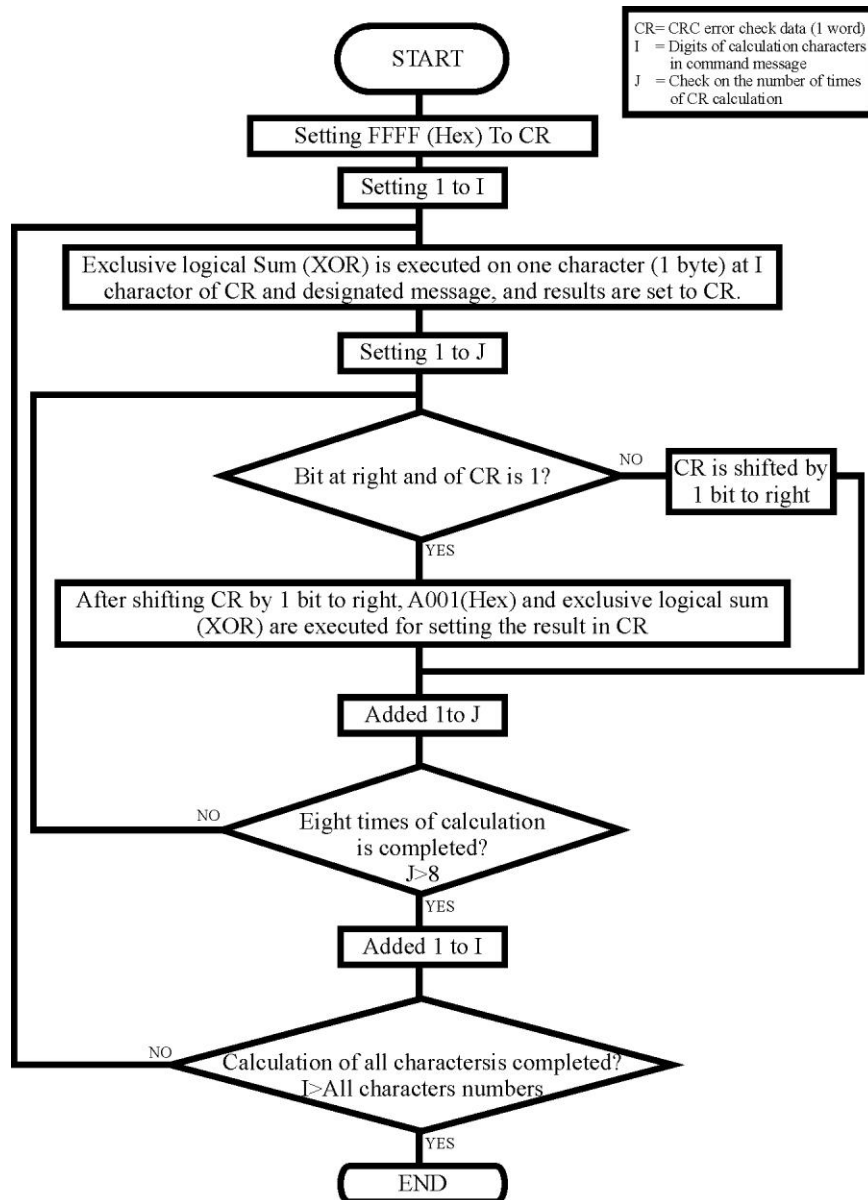 CR= CRC error check data (1 word)
I = Digits of calculation characters
in command message
J = Check on the number of times
of CR calculation
START
Setting FFFF (Hex) To CR
Setting 1 to I
Exclusive logical Sum (XOR) is executed on one character (1 byte) at I
charactor of CR and designated message, and results are set to CR.
Setting 1 to J
Bit at right and of CR is 1?
NO
CR is shifted by
1 bit to right
YES
After shifting CR by 1 bit to right, A001(Hex) and exclusive logical sum
(XOR) are executed for setting the result in CR
Added 1to J
NO
Eight times of calculation
is completed?
J>8
YES
Added 1 to I
NO
Calculation of all charactersis completed?
I>All characters numbers
YES
END